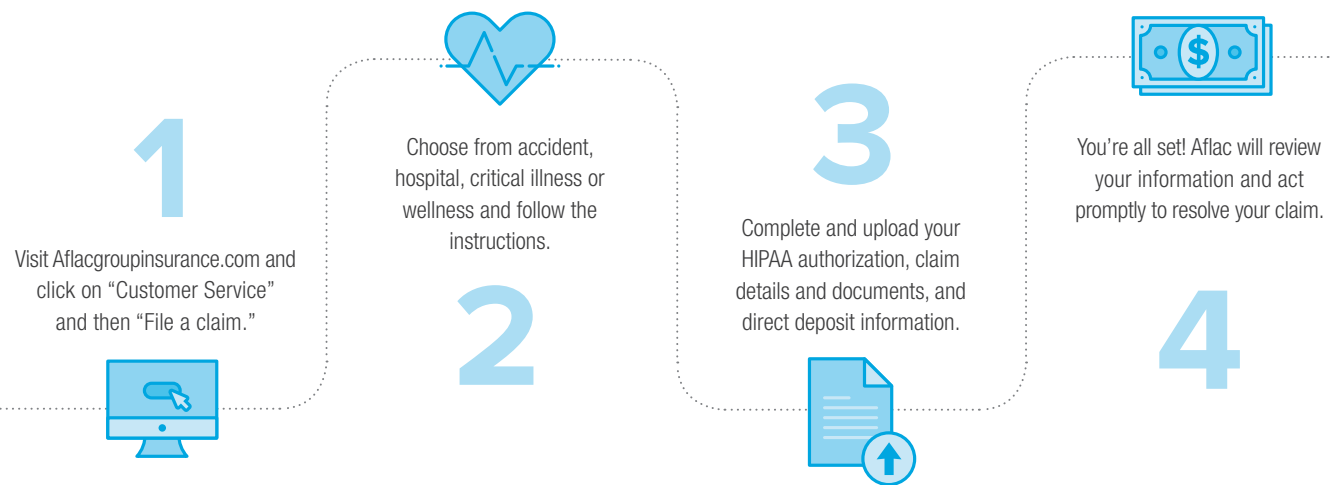 1
Visit Aflacgroupinsurance.com and
click on “Customer Service”
and then “File a claim.”
Choose from accident,
hospital, critical illness or
wellness and follow the
instructions.
2
3
Complete and upload your
HIPAA authorization, claim
details and documents, and
direct deposit information.
$
You’re all set! Aflac will review
your information and act
promptly to resolve your claim.
4